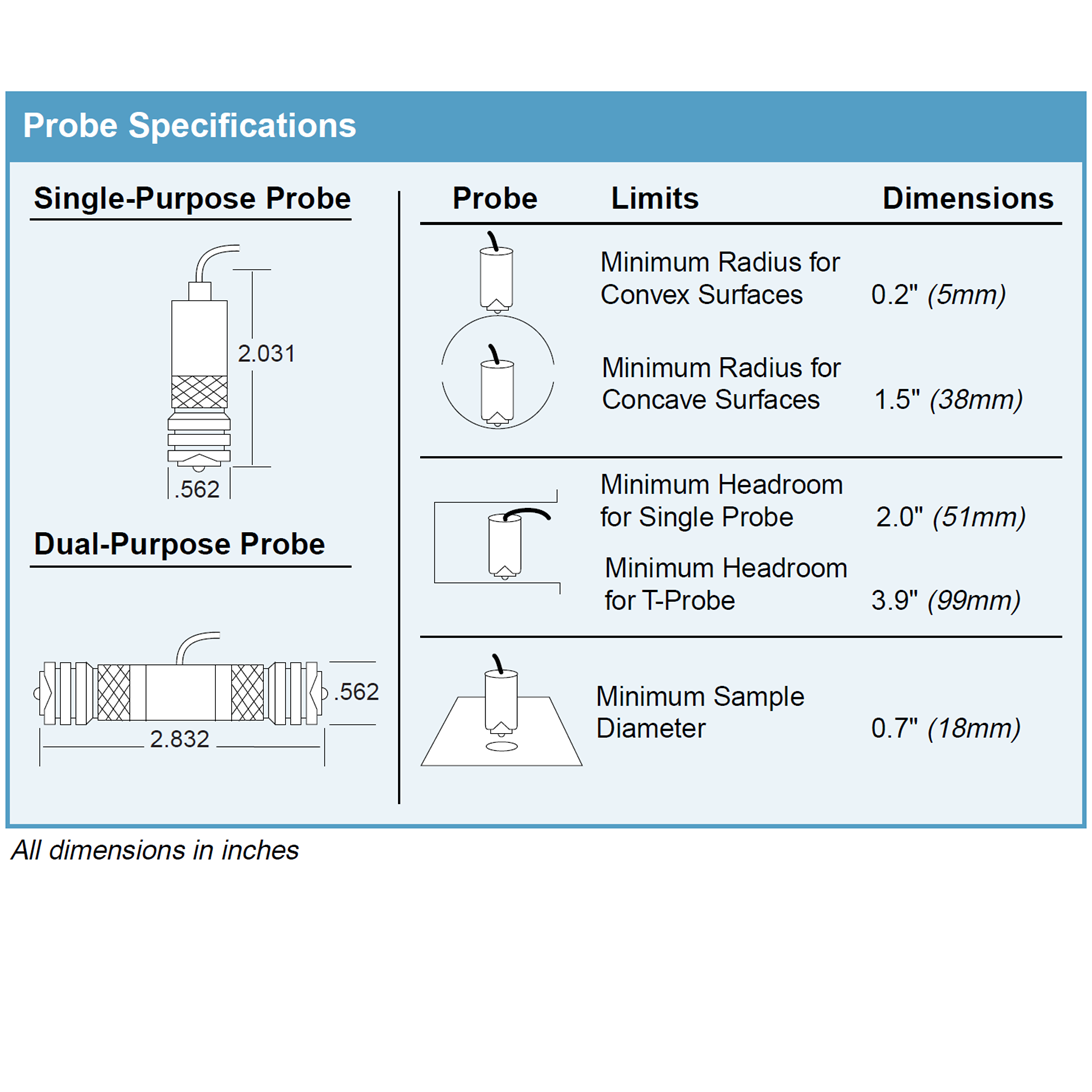 Probe Specifications
Single-Purpose Probe
2.031
.562
Dual-Purpose Probe
.562
2.832
Probe Limits Dimensions
Minimum Radius for
Convex Surfaces 0.2" (5mm)
Minimum Radius for
Concave Surfaces 1.5" (38mm)
Minimum Headroom
for Single Probe 2.0" (51mm)
Minimum Headroom
for T-Probe 3.9" (99mm)
Minimum Sample
Diameter 0.7" (18mm)
All dimensions in inches